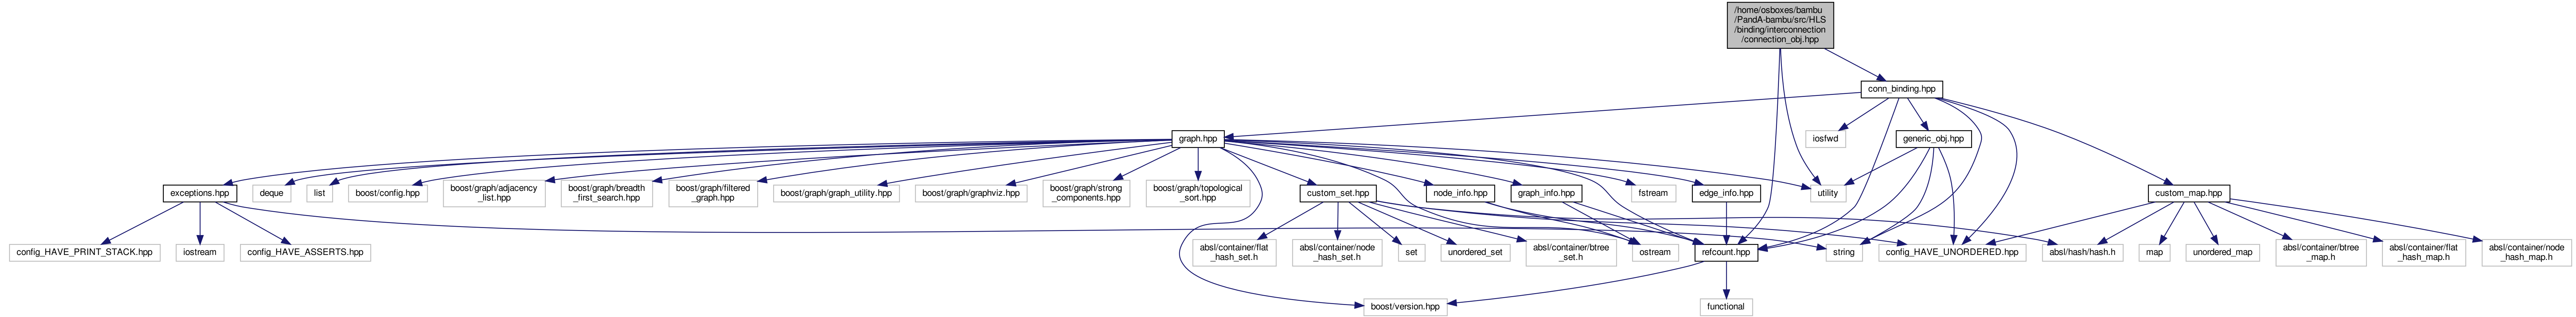 /home/osboxes/bambu
/PandA-bambu/src/HLS
/binding/interconnection
/connection_obj.hpp
conn_binding.hpp
graph.hpp
iosfwd
generic_obj.hpp
exceptions.hpp
deque
list
boost/config.hpp
boost/graph/adjacency
_list.hpp
boost/graph/breadth
_first_search.hpp
boost/graph/filtered
_graph.hpp
boost/graph/graph_utility.hpp
boost/graph/graphviz.hpp
boost/graph/strong
_components.hpp
boost/graph/topological
_sort.hpp
custom_set.hpp
node_info.hpp
graph_info.hpp
fstream
edge_info.hpp
utility
custom_map.hpp
config_HAVE_PRINT_STACK.hpp
iostream
config_HAVE_ASSERTS.hpp
absl/container/flat
_hash_set.h
absl/container/node
_hash_set.h
set
unordered_set
absl/container/btree
_set.h
ostream
refcount.hpp
string
config_HAVE_UNORDERED.hpp
absl/hash/hash.h
map
unordered_map
absl/container/btree
_map.h
absl/container/flat
_hash_map.h
absl/container/node
_hash_map.h
boost/version.hpp
functional